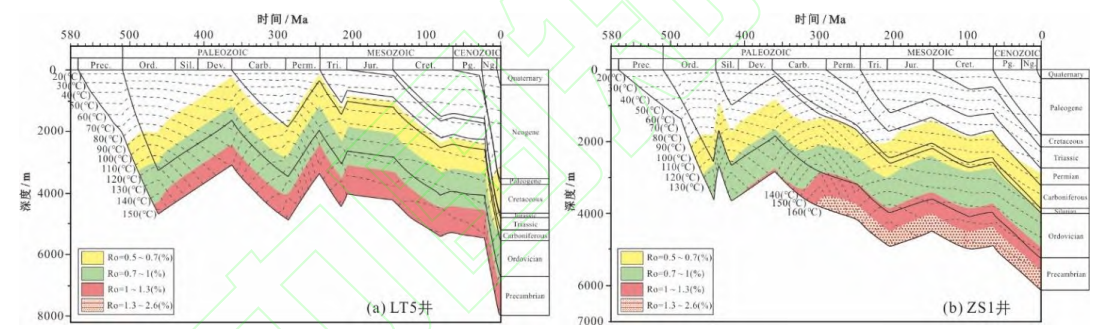 时间 / Ma
580 500 400 300 200 100 0
PALEOZOIC MESOZOIC CENOZOIC
Prec. Ord. Sil. Dev. Carb. Perm. Tri. Jur. Cret. Pg. Ng.
深度 / m
0
2000
4000
6000
8000
20(℃)
30(℃)
40(℃)
50(℃)
60(℃)
70(℃)
80(℃)
90(℃)
100(℃)
110(℃)
120(℃)
130(℃)
140(℃)
150(℃)
Quaternary
Neogene
Paleogene
Cretaceous
Jurassic
Triassic
Carboniferous
Ordovician
Precambrian
Ro=0.5 ~ 0.7(%)
Ro=0.7 ~ 1(%)
Ro=1 ~ 1.3(%)
Ro=1.3 ~ 2.6(%)
(a) LT5井
时间 / Ma
580 500 400 300 200 100 0
PALEOZOIC MESOZOIC CENOZOIC
Prec. Ord. Sil. Dev. Carb. Perm. Tri. Jur. Cret. Pg. Ng.
深度 / m
0
2000
4000
6000
7000
20(℃)
30(℃)
40(℃)
50(℃)
60(℃)
70(℃)
80(℃)
90(℃)
100(℃)
110(℃)
120(℃)
130(℃)
140(℃)
150(℃)
160(℃)
Quaternary
Paleogene
Cretaceous
Triassic
Permian
Carboniferous
Silurian
Ordovician
Precambrian
Ro=0.5 ~ 0.7(%)
Ro=0.7 ~ 1(%)
Ro=1 ~ 1.3(%)
Ro=1.3 ~ 2.6(%)
(b) ZS1井